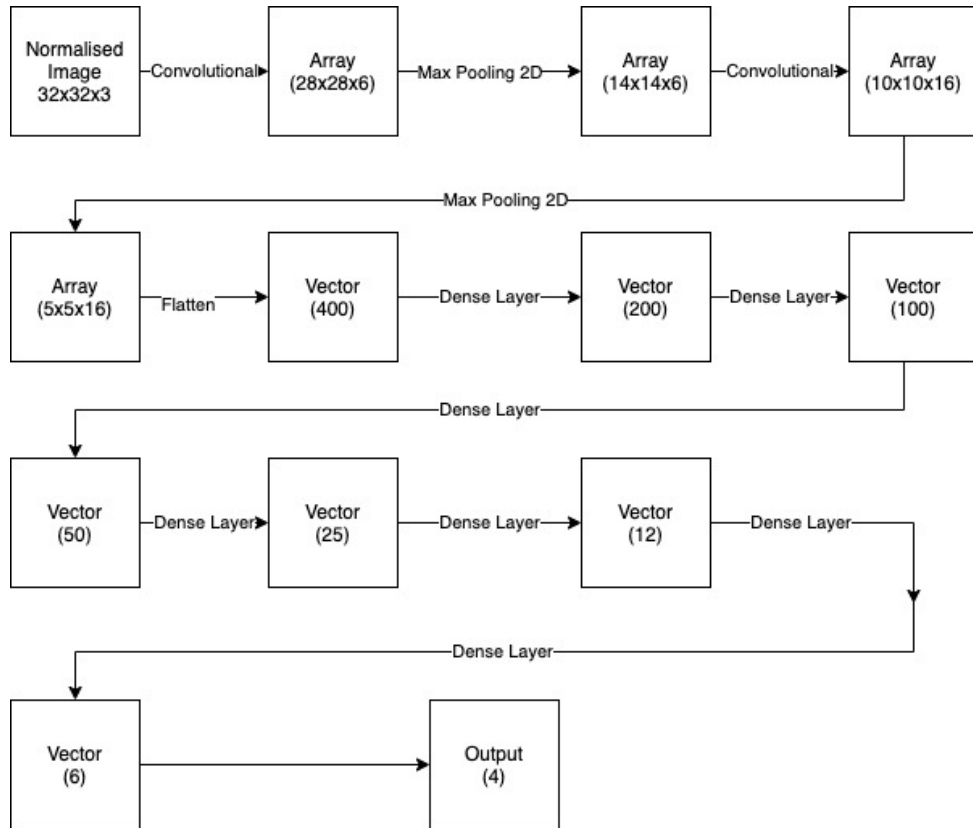 Normalised
Image
32x32x3
Convolutional
Array
(28x28x6)
Max Pooling 2D
Array
(14x14x6)
Convolutional
Array
(10x10x16)
Max Pooling 2D
Array
(5x5x16)
Flatten
Vector
(400)
Dense Layer
Vector
(200)
Dense Layer
Vector
(100)
Dense Layer
Vector
(50)
Dense Layer
Vector
(25)
Dense Layer
Vector
(12)
Dense Layer
Dense Layer
Vector
(6)
Output
(4)